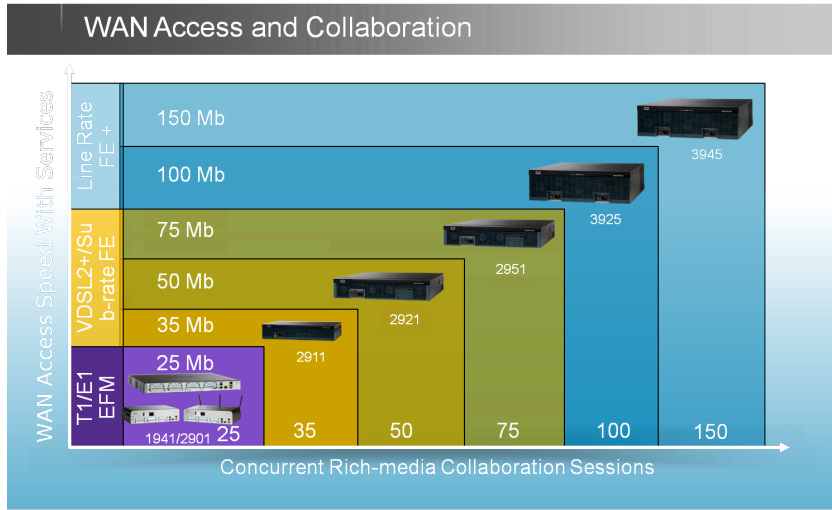 WAN Access and Collaboration
WAN Access Speed With Services
Line Rate
FE +
VDSL2+/Su
b-rate FE
T1/E1
EFM
150 Mb
3945
100 Mb
3925
75 Mb
2951
50 Mb
2921
35 Mb
2911
25 Mb
1941/2901
25
35
50
75
100
150
Concurrent Rich-media Collaboration Sessions